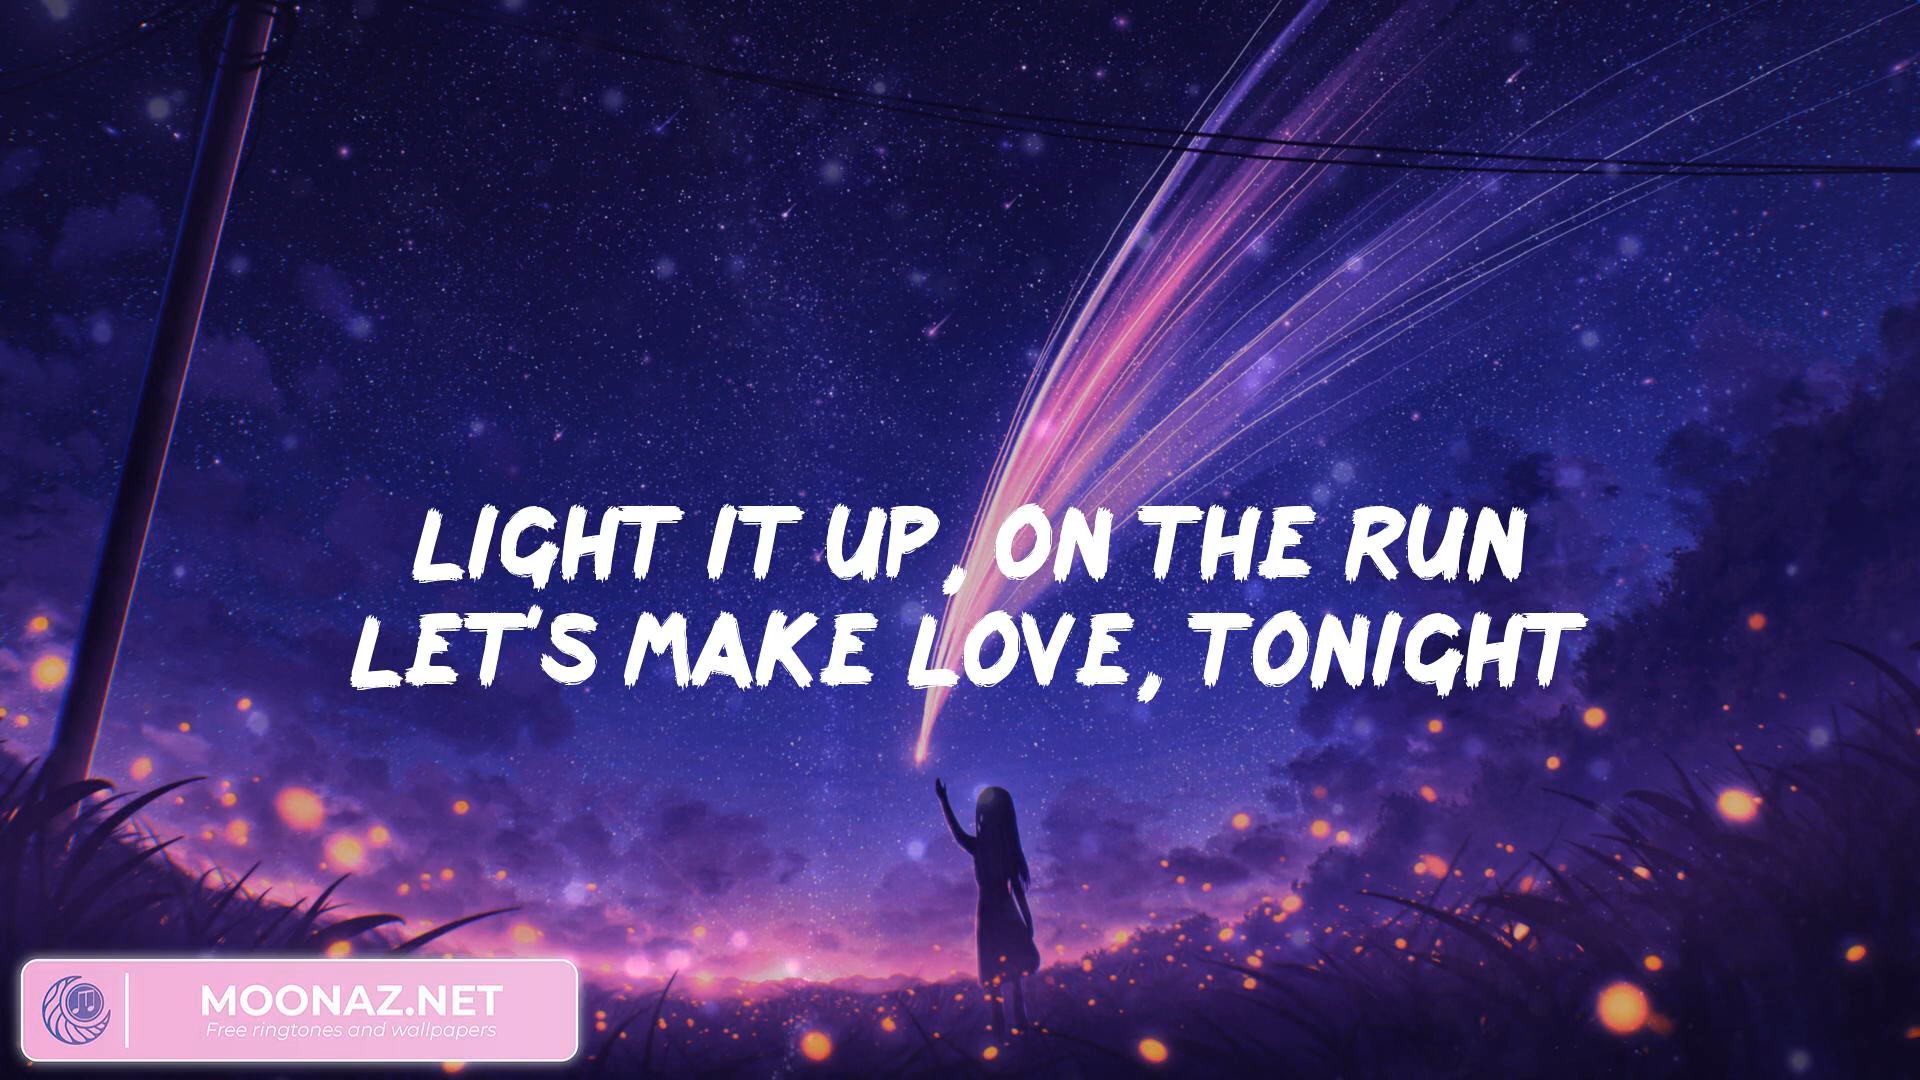 LIGHT IT UP, ON THE RUN
LET'S MAKE LOVE, TONIGHT
MOONAZ.NET
Free ringtones and wallpapers